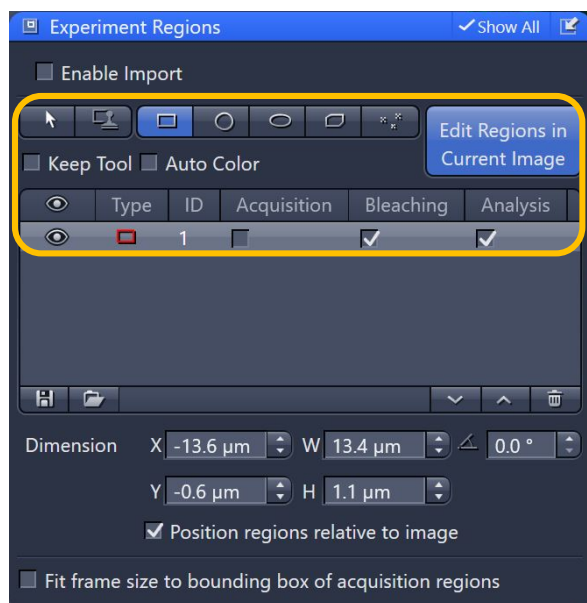 Experiment Regions Show All
Enable Import
Edit Regions in
Current Image
Keep Tool Auto Color
Type ID Acquisition Bleaching Analysis
1
Dimension X -13.6 µm W 13.4 µm 0.0 °
Y -0.6 µm H 1.1 µm
Position regions relative to image
Fit frame size to bounding box of acquisition regions